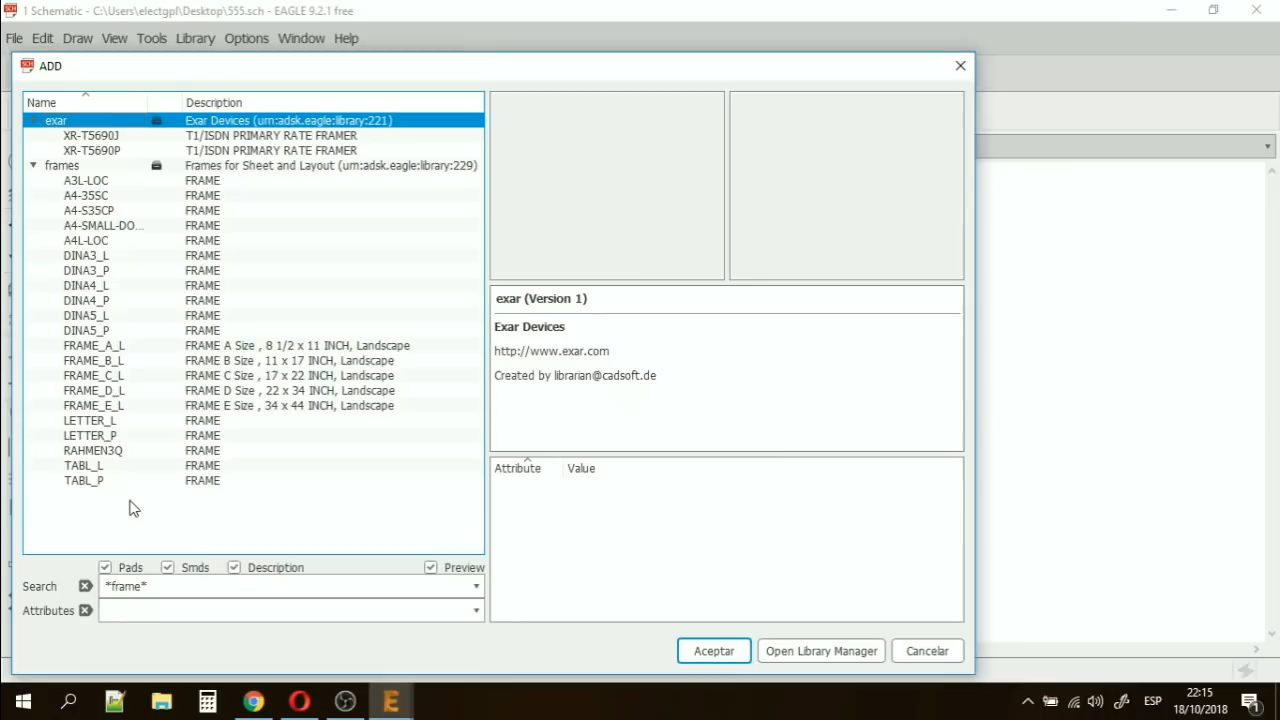 1 Schematic - C:\Users\electgpl\Desktop\555.sch - EAGLE 9.2.1 free
File Edit Draw View Tools Library Options Window Help
ADD
Name Description
exar Exar Devices (urn:adsk.eagle:library:221)
XR-T5690J T1/ISDN PRIMARY RATE FRAMER
XR-T5690P T1/ISDN PRIMARY RATE FRAMER
frames Frames for Sheet and Layout (urn:adsk.eagle:library:229)
A3L-LOC FRAME
A4-35SC FRAME
A4-S35CP FRAME
A4-SMALL-DO... FRAME
A4L-LOC FRAME
DINA3_L FRAME
DINA3_P FRAME
DINA4_L FRAME
DINA4_P FRAME
DINA5_L FRAME
DINA5_P FRAME
FRAME_A_L FRAME A Size , 8 1/2 x 11 INCH, Landscape
FRAME_B_L FRAME B Size , 11 x 17 INCH, Landscape
FRAME_C_L FRAME C Size , 17 x 22 INCH, Landscape
FRAME_D_L FRAME D Size , 22 x 34 INCH, Landscape
FRAME_E_L FRAME E Size , 34 x 44 INCH, Landscape
LETTER_L FRAME
LETTER_P FRAME
RAHMEN3Q FRAME
TABL_L FRAME
TABL_P FRAME
exar (Version 1)
Exar Devices
http://www.exar.com
Created by librarian@cadsoft.de
Attribute Value
Pads Smds Description Preview
Search *frame*
Attributes
Aceptar Open Library Manager Cancelar
ESP 22:15
18/10/2018 1